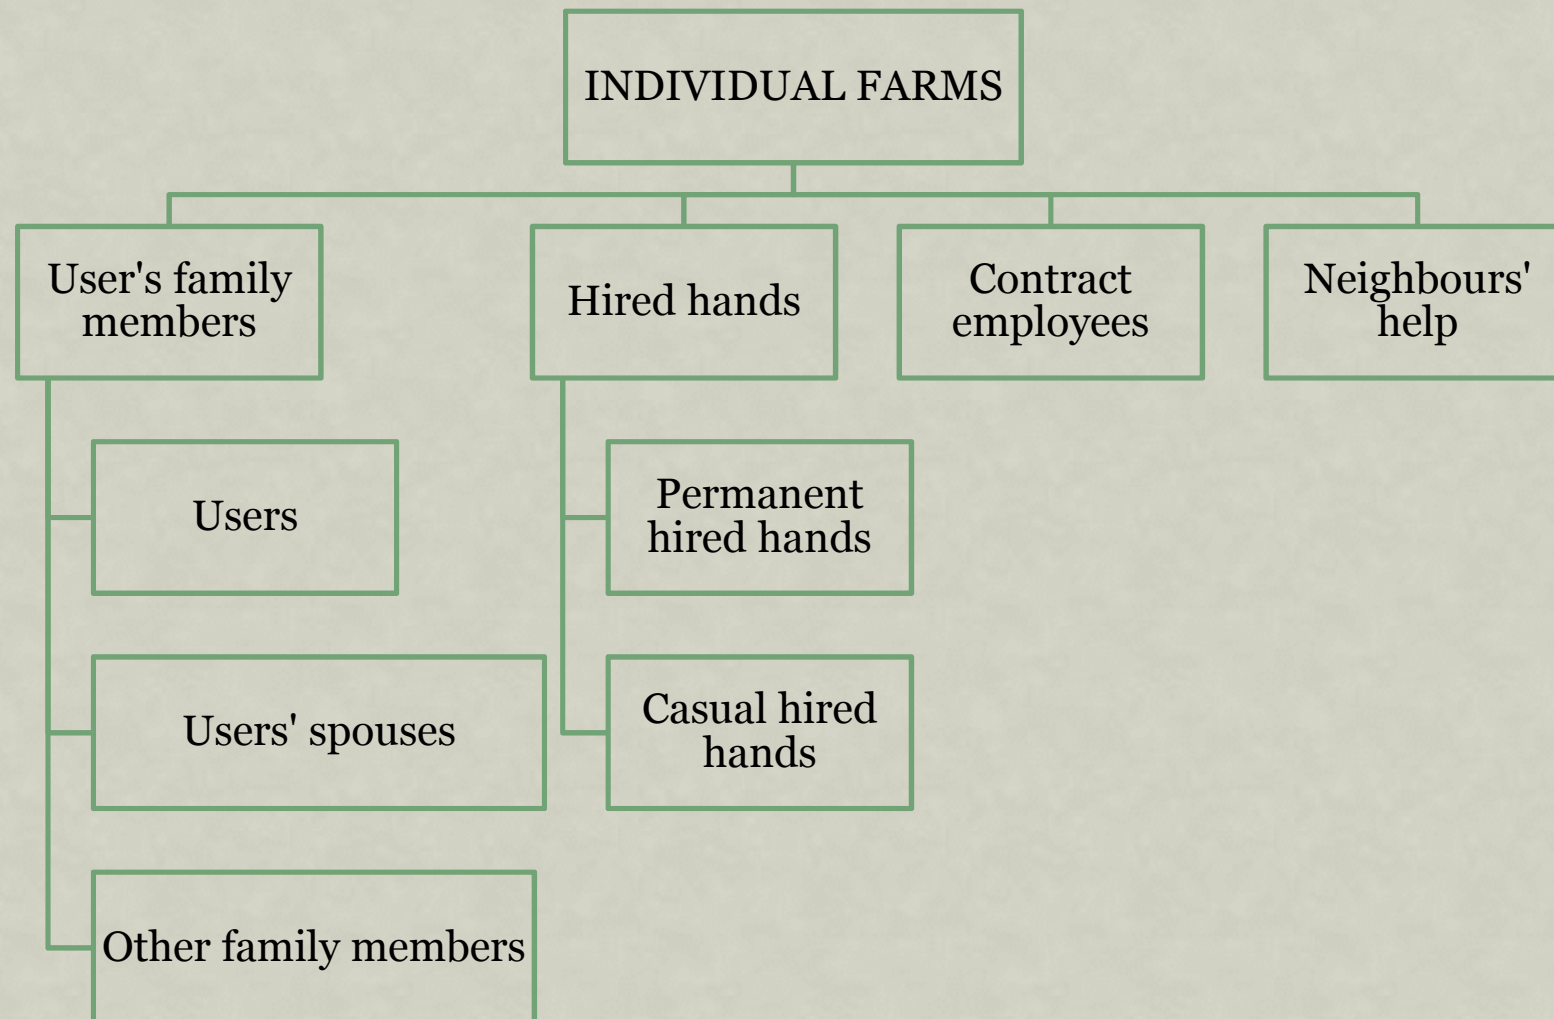 INDIVIDUAL FARMS
User's family
members
Hired hands
Contract
employees
Neighbours'
help
Users
Permanent
hired hands
Users' spouses
Casual hired
hands
Other family members